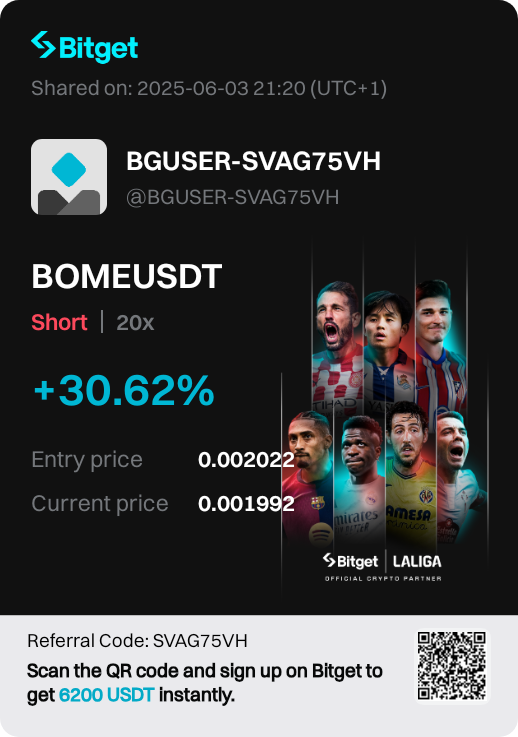 Bitget
Shared on: 2025-06-03 21:20 (UTC+1)
BGUSER-SVAG75VH
@BGUSER-SVAG75VH
BOMEUSDT
Short | 20x
+30.62%
Entry price 0.002022
Current price 0.001992
Bitget | LALIGA
OFFICIAL CRYPTO PARTNER
Referral Code: SVAG75VH
Scan the QR code and sign up on Bitget to
get 6200 USDT instantly.